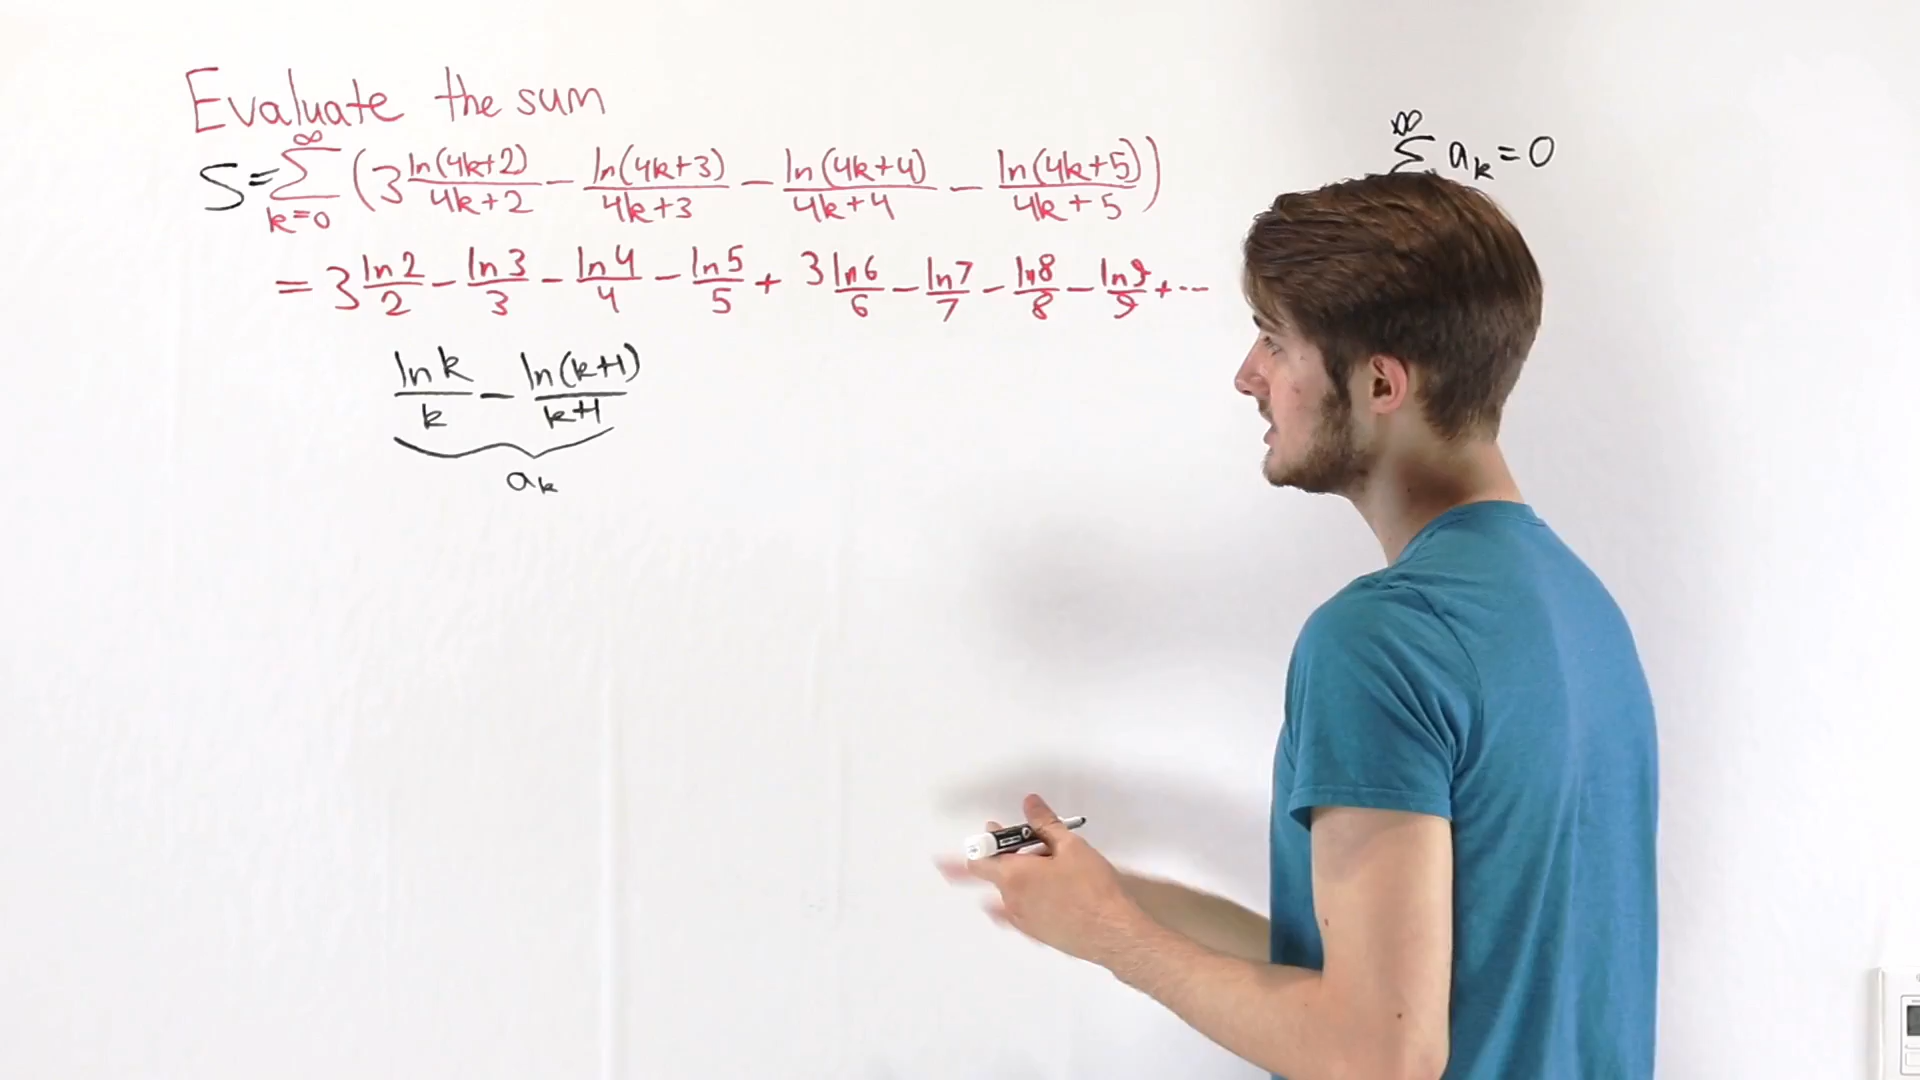 Evaluate the sum
S = ∑_{k=0}^{∞} (3 ln(4k+2)/(4k+2) − ln(4k+3)/(4k+3) − ln(4k+4)/(4k+4) − ln(4k+5)/(4k+5))
= 3 ln2/2 − ln3/3 − ln4/4 − ln5/5 + 3 ln6/6 − ln7/7 − ln8/8 − ln9/9 + ...
ln k/k − ln(k+1)/(k+1)
a_k
∑^{∞} a_k = 0